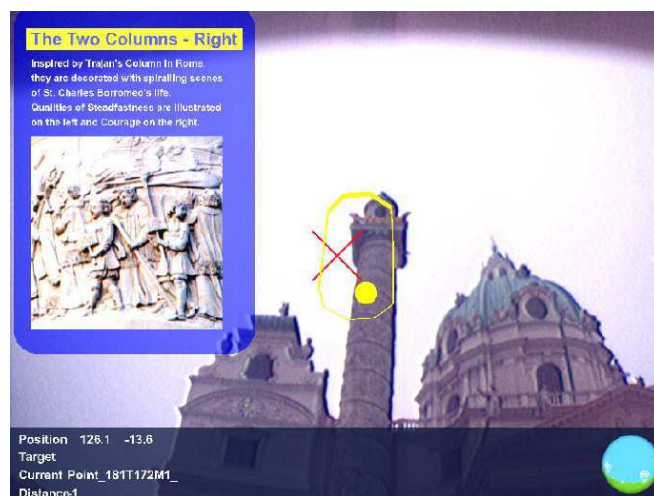 The Two Columns - Right
Inspired by Trajan's Column in Rome,
they are decorated with spiralling scenes
of St. Charles Borromeo's life.
Qualities of Steadfastness are illustrated
on the left and Courage on the right.
Position 126.1 -13.6
Target
Current Point_181T172M1_
Distance-1